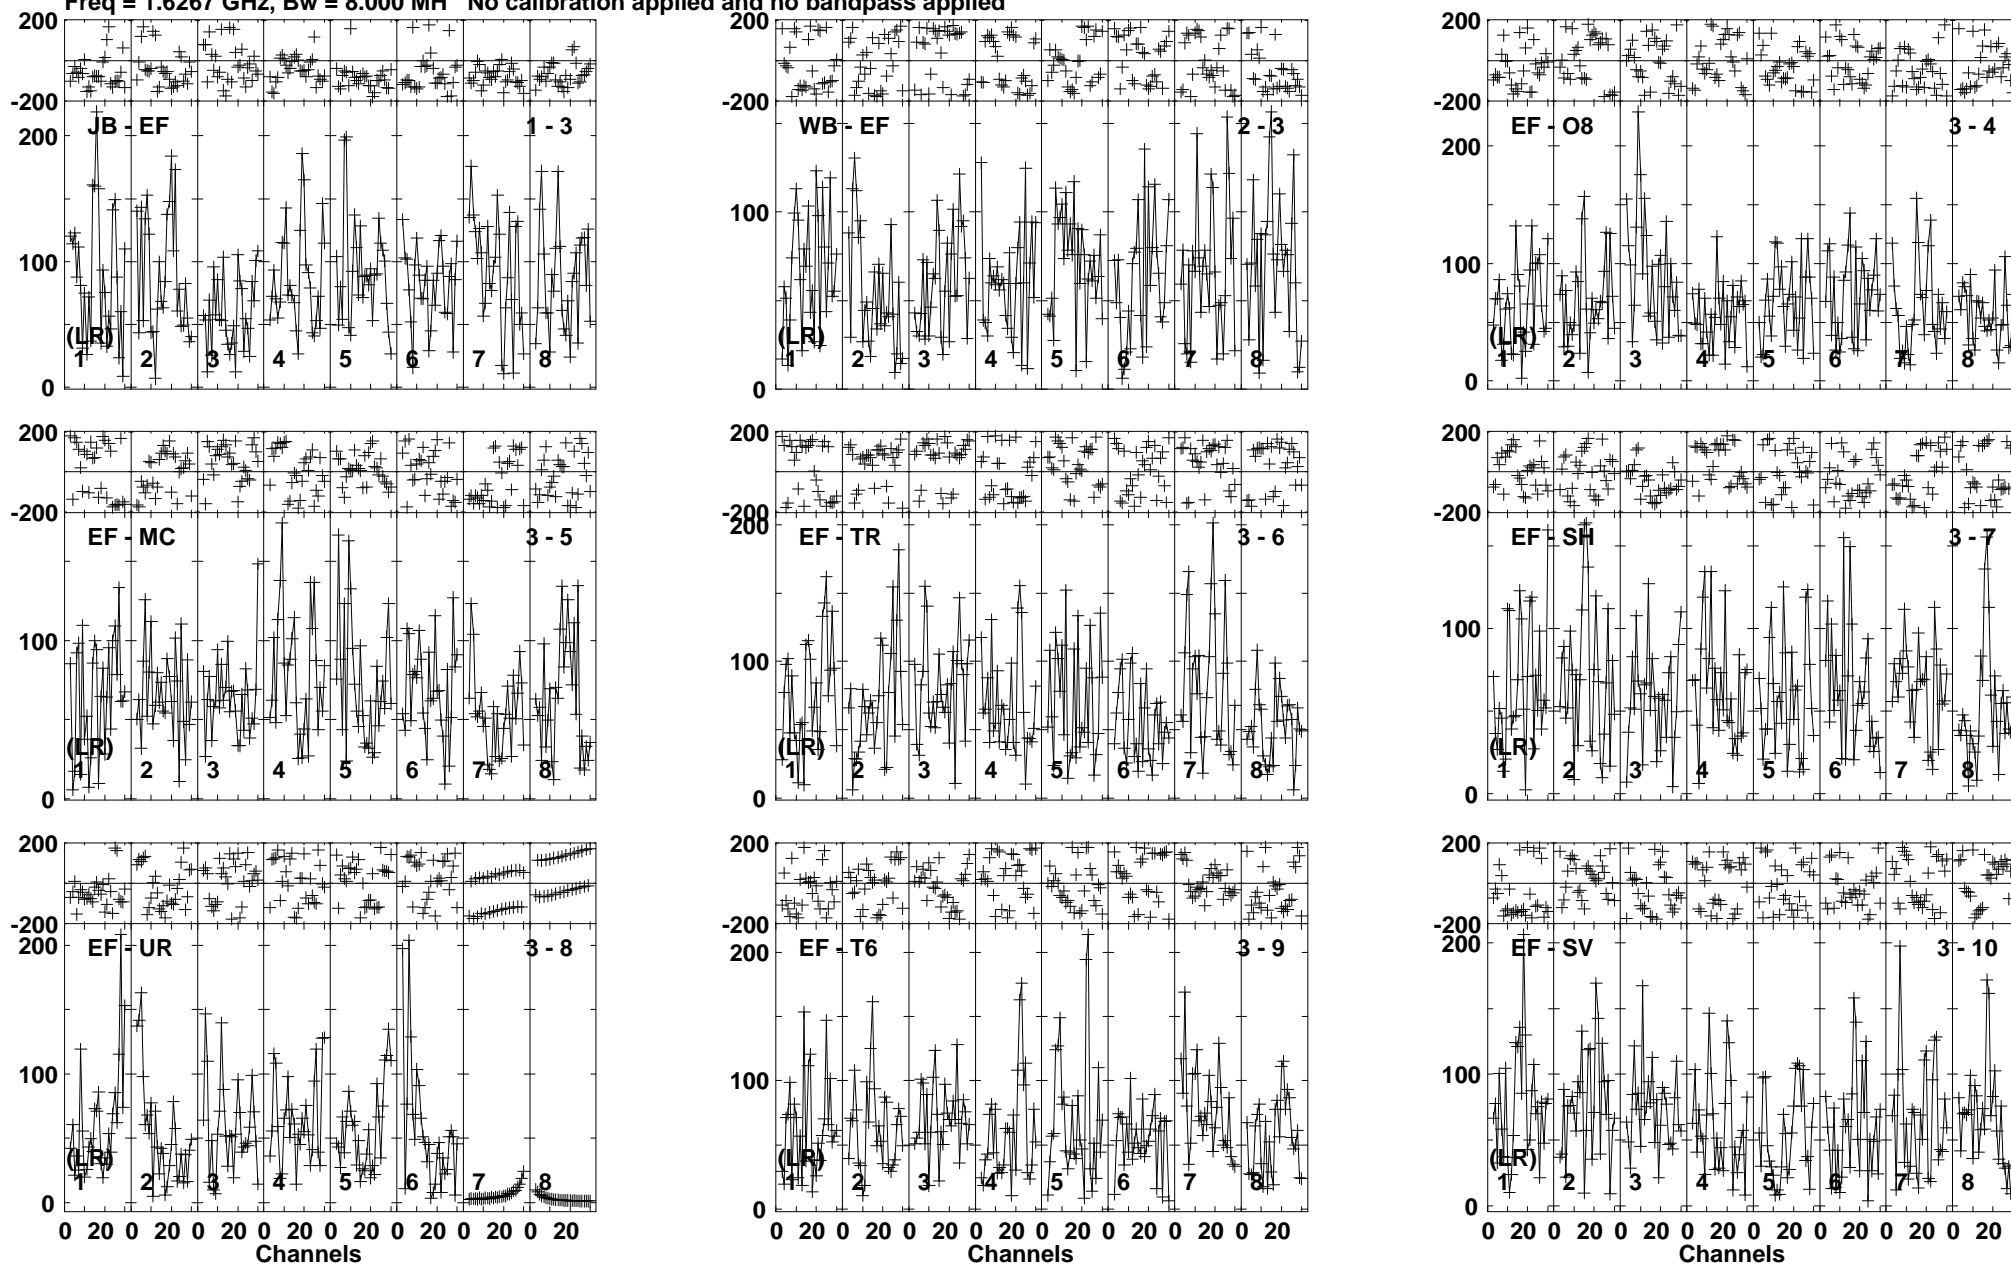 Freq = 1.6267 GHz, Bw = 8.000 MH No calibration applied and no bandpass applied
200
-200
200
100
0
JB - EF
1 - 3
(LR)
1 2 3 4 5 6 7 8
200
-200
100
0
WB - EF
2 - 3
(LR)
1 2 3 4 5 6 7 8
200
-200
200
100
0
EF - O8
3 - 4
(LR)
1 2 3 4 5 6 7 8
200
-200
100
0
EF - MC
3 - 5
(LR)
1 2 3 4 5 6 7 8
200
-200
200
100
0
EF - TR
3 - 6
(LR)
1 2 3 4 5 6 7 8
200
-200
100
0
EF - SH
3 - 7
(LR)
1 2 3 4 5 6 7 8
200
-200
200
100
0
EF - UR
3 - 8
(LR)
1 2 3 4 5 6 7 8
0 20 0 20 0 20 0 20 0 20 0 20 0 20 0 20
Channels
200
-200
200
100
0
EF - T6
3 - 9
(LR)
1 2 3 4 5 6 7 8
0 20 0 20 0 20 0 20 0 20 0 20 0 20 0 20
Channels
200
-200
200
100
0
EF - SV
3 - 10
(LR)
1 2 3 4 5 6 7 8
0 20 0 20 0 20 0 20 0 20 0 20 0 20 0 20
Channels